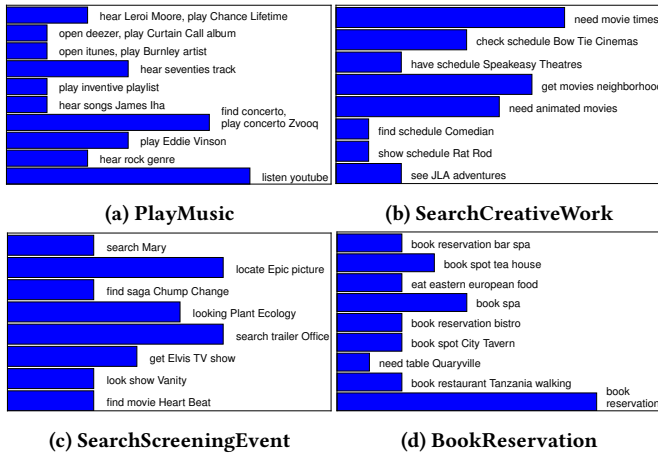 hear Leroi Moore, play Chance Lifetime
open deezer, play Curtain Call album
open itunes, play Burnley artist
hear seventies track
play inventive playlist
hear songs James Iha
find concerto,
play concerto Zvooq
play Eddie Vinson
hear rock genre
listen youtube
(a) PlayMusic
need movie times
check schedule Bow Tie Cinemas
have schedule Speakeasy Theatres
get movies neighborhood
need animated movies
find schedule Comedian
show schedule Rat Rod
see JLA adventures
(b) SearchCreativeWork
search Mary
locate Epic picture
find saga Chump Change
looking Plant Ecology
search trailer Office
get Elvis TV show
look show Vanity
find movie Heart Beat
(c) SearchScreeningEvent
book reservation bar spa
book spot tea house
eat eastern european food
book spa
book reservation bistro
book spot City Tavern
need table Quaryville
book restaurant Tanzania walking
book
reservation
(d) BookReservation